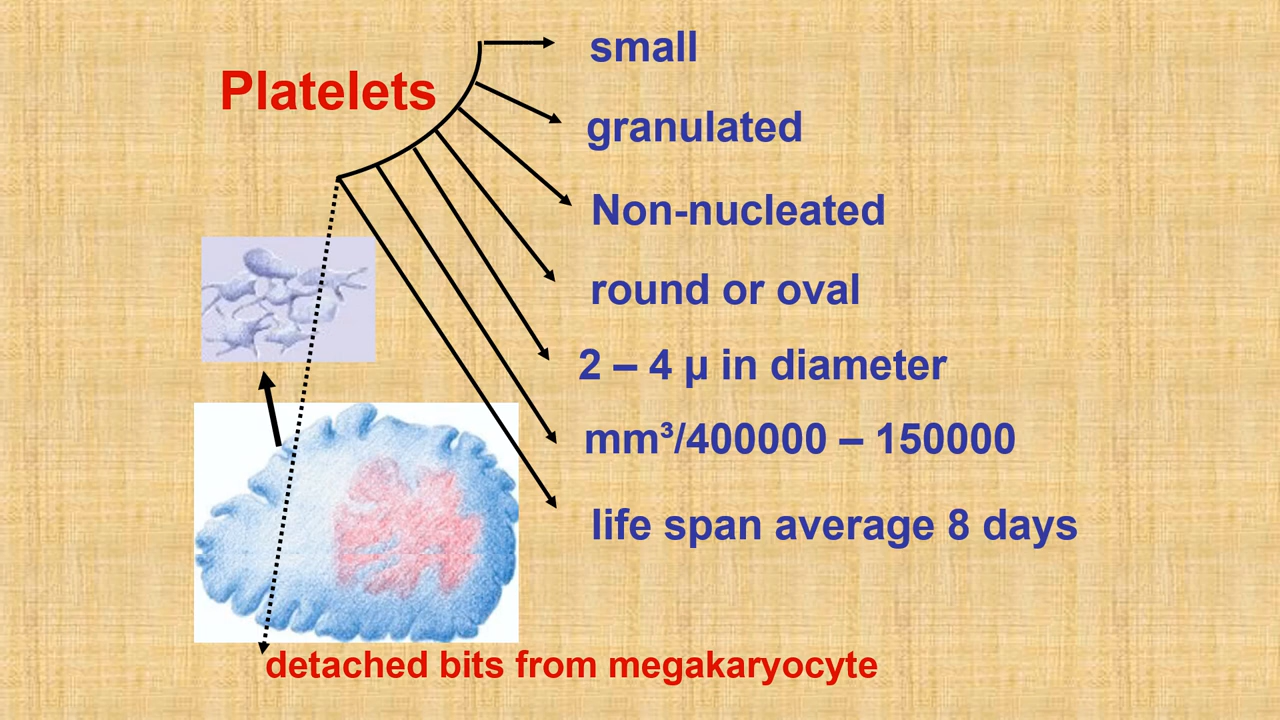 Platelets
small
granulated
Non-nucleated
round or oval
2 – 4 µ in diameter
mm³/400000 – 150000
life span average 8 days
detached bits from megakaryocyte